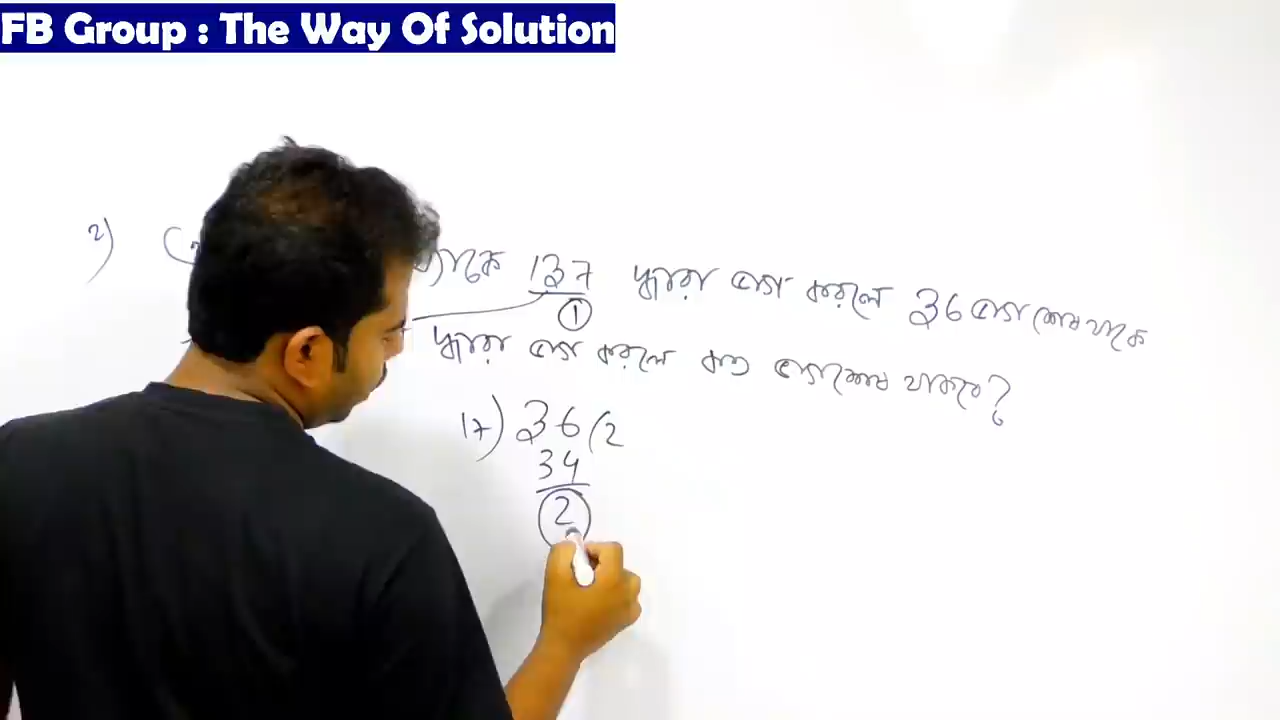 FB Group : The Way Of Solution
2) 137 দ্বারা ভাগ করলে 36 ভাগশেষ থাকে
1
দ্বারা ভাগ করলে কত ভাগশেষ থাকবে?
17) 36 (2
34
2